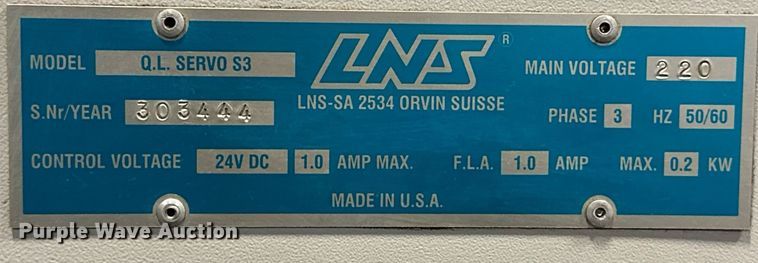 MODEL Q.L. SERVO S3 LNS ® MAIN VOLTAGE 220
S.Nr/YEAR 303444 LNS-SA 2534 ORVIN SUISSE PHASE 3 HZ 50/60
CONTROL VOLTAGE 24V DC 1.0 AMP MAX. F.L.A. 1.0 AMP MAX. 0.2 KW
MADE IN U.S.A.
Purple Wave Auction